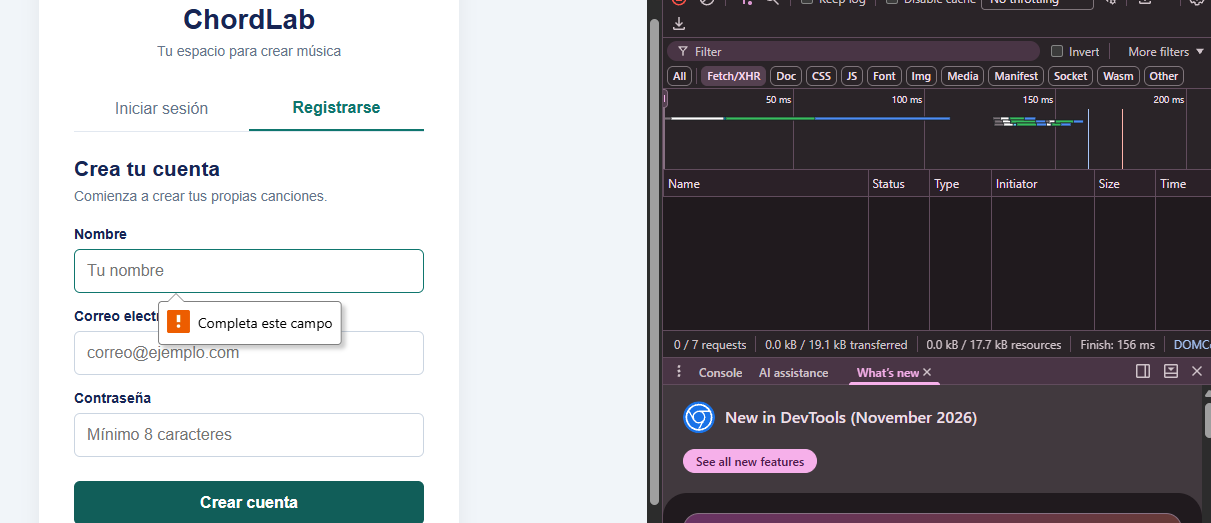 ChordLab
Tu espacio para crear música
Iniciar sesión
Registrarse
Crea tu cuenta
Comienza a crear tus propias canciones.
Nombre
Tu nombre
Completa este campo
Correo elect
correo@ejemplo.com
Contraseña
Mínimo 8 caracteres
Crear cuenta
Keep log
Disable cache
No throttling
Filter
Invert
More filters
All
Fetch/XHR
Doc
CSS
JS
Font
Img
Media
Manifest
Socket
Wasm
Other
50 ms
100 ms
150 ms
200 ms
Name
Status
Type
Initiator
Size
Time
0 / 7 requests
0.0 kB / 19.1 kB transferred
0.0 kB / 17.7 kB resources
Finish: 156 ms
DOMC
Console
AI assistance
What's new
New in DevTools (November 2026)
See all new features